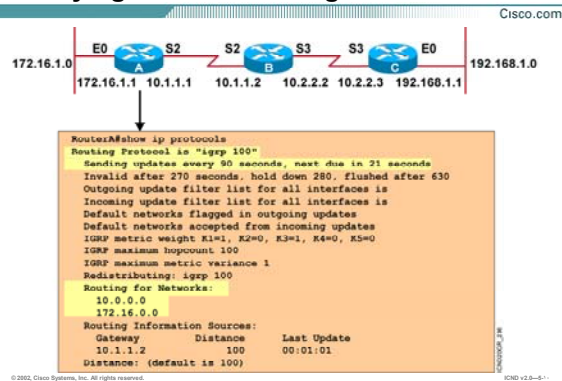 Cisco.com
E0 S2 S2 S3 S3 E0
172.16.1.0 A B C 192.168.1.0
172.16.1.1 10.1.1.1 10.1.1.2 10.2.2.2 10.2.2.3 192.168.1.1
RouterA#show ip protocols
Routing Protocol is "igrp 100"
Sending updates every 90 seconds, next due in 21 seconds
Invalid after 270 seconds, hold down 280, flushed after 630
Outgoing update filter list for all interfaces is
Incoming update filter list for all interfaces is
Default networks flagged in outgoing updates
Default networks accepted from incoming updates
IGRP metric weight K1=1, K2=0, K3=1, K4=0, K5=0
IGRP maximum hopcount 100
IGRP maximum metric variance 1
Redistributing: igrp 100
Routing for Networks:
10.0.0.0
172.16.0.0
Routing Information Sources:
Gateway Distance Last Update
10.1.1.2 100 00:01:01
Distance: (default is 100)
© 2002, Cisco Systems, Inc. All rights reserved.